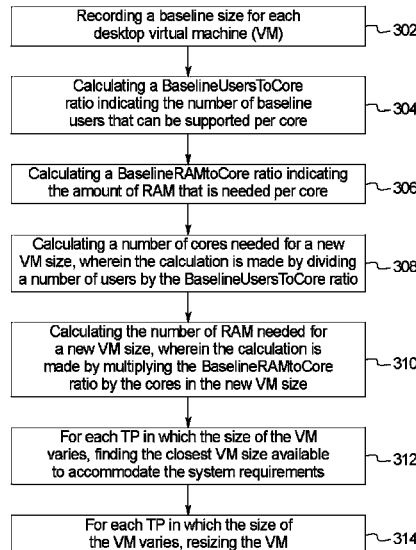 Recording a baseline size for each
desktop virtual machine (VM)
302
Calculating a BaselineUsersToCore
ratio indicating the number of baseline
users that can be supported per core
304
Calculating a BaselineRAMtoCore ratio indicating
the amount of RAM that is needed per core
306
Calculating a number of cores needed for a new
VM size, wherein the calculation is made by dividing
a number of users by the BaselineUsersToCore ratio
308
Calculating the number of RAM needed for
a new VM size, wherein the calculation is
made by multiplying the BaselineRAMtoCore
ratio by the cores in the new VM size
310
For each TP in which the size of the VM
varies, finding the closest VM size available
to accommodate the system requirements
312
For each TP in which the size of
the VM varies, resizing the VM
314